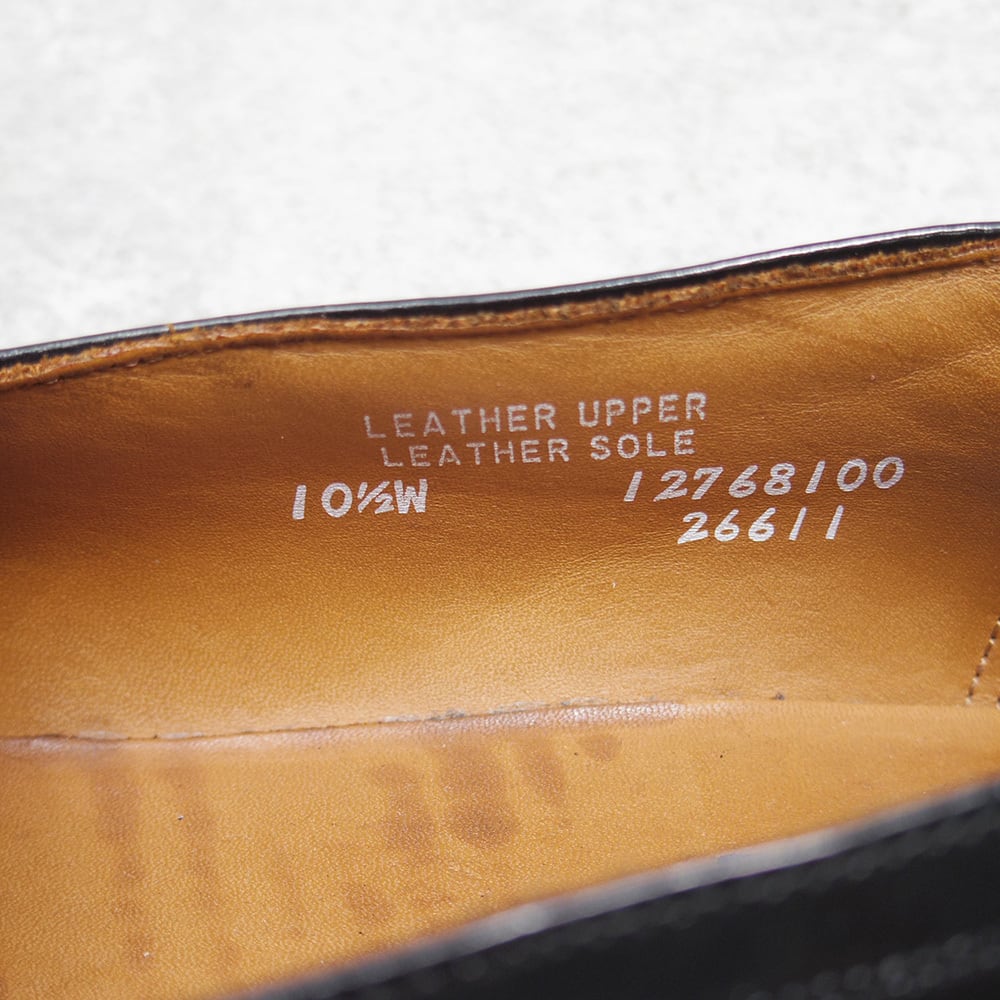 LEATHER UPPER
LEATHER SOLE
10½W 12768100
26611